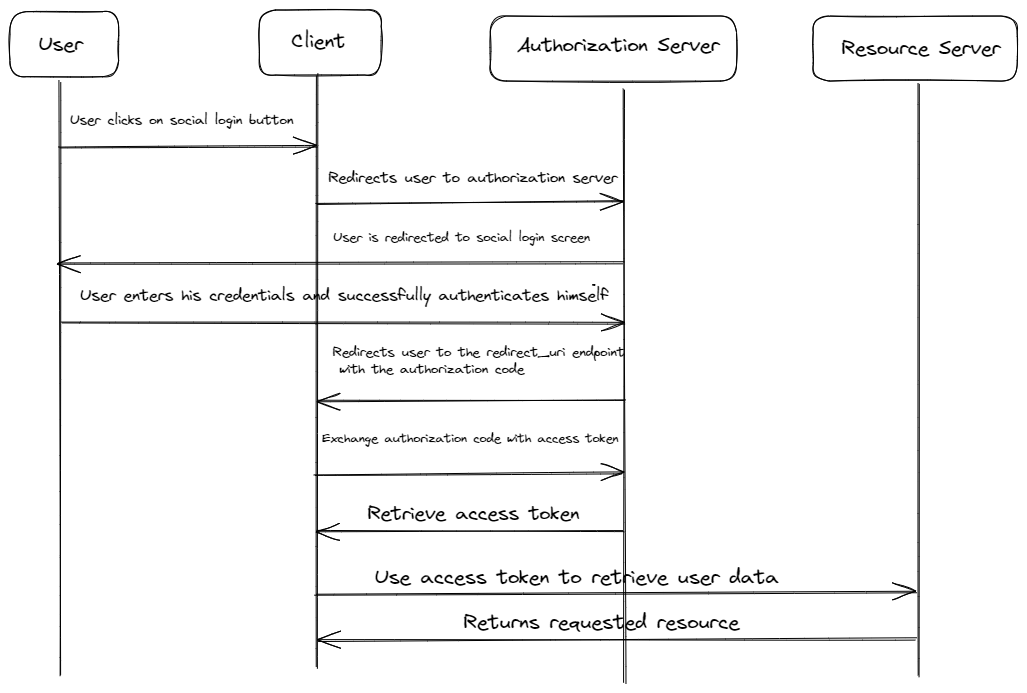 User
Client
Authorization Server
Resource Server
User clicks on social login button
Redirects user to authorization server
User is redirected to social login screen
User enters his credentials and successfully authenticates himself
Redirects user to the redirect_uri endpoint
with the authorization code
Exchange authorization code with access token
Retrieve access token
Use access token to retrieve user data
Returns requested resource